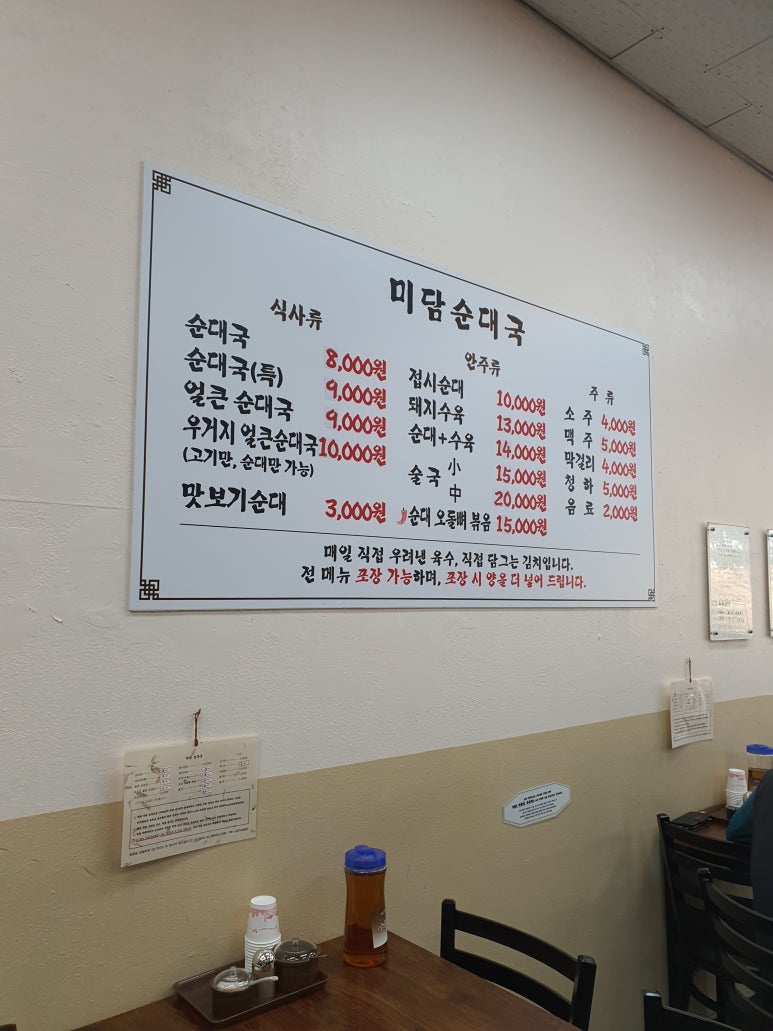 미담순대국
식사류
순대국 8,000원
순대국(특) 9,000원
얼큰 순대국 9,000원
우거지 얼큰순대국 10,000원
(고기만, 순대만 가능)
맛보기순대 3,000원
안주류
접시순대 10,000원
돼지수육 13,000원
순대+수육 14,000원
술국 小 15,000원
中 20,000원
순대 오돌뼈 볶음 15,000원
주류
소주 4,000원
맥주 5,000원
막걸리 4,000원
청하 5,000원
음료 2,000원
매일 직접 우려낸 육수, 직접 담그는 김치입니다.
전 메뉴 포장 가능하며, 포장 시 양을 더 넣어 드립니다.